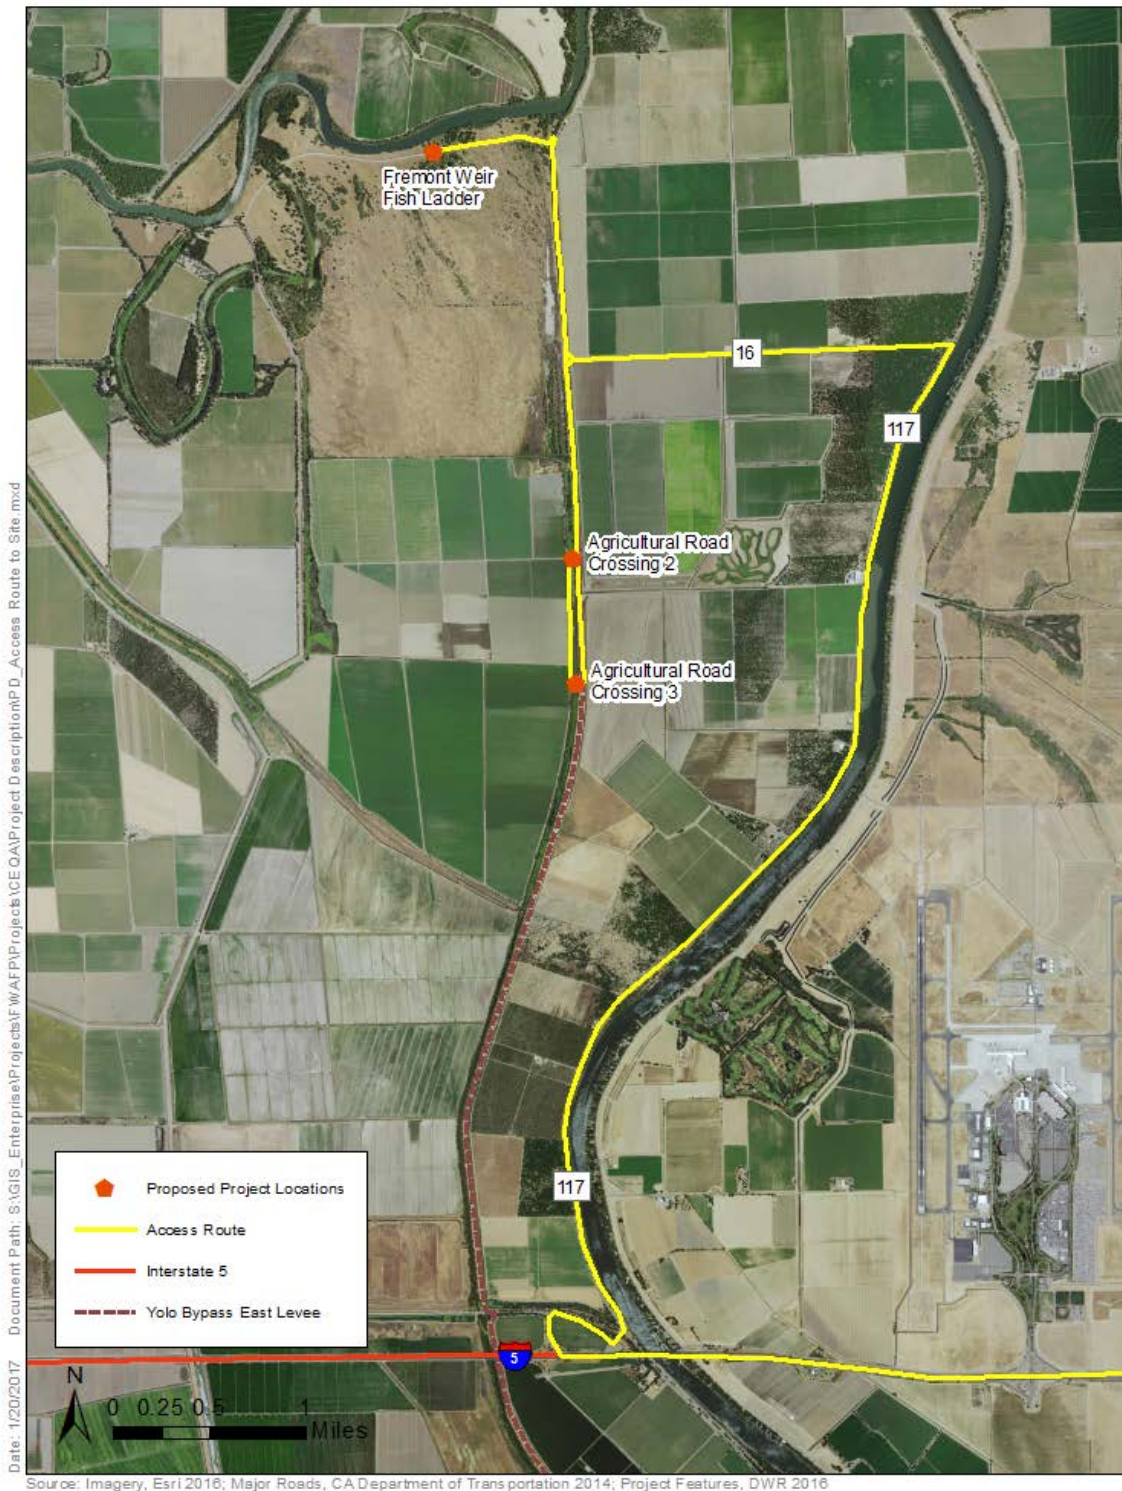 Fremont Weir
Fish Ladder
16
117
Agricultural Road
Crossing 2
Agricultural Road
Crossing 3
117
Proposed Project Locations
Access Route
Interstate 5
Yolo Bypass East Levee
5
N
0 0.25 0.5 1
Miles
Date: 1/20/2017 Document Path: S:\GIS_Enterprise\Projects\FWAFP\Projects\CEQA\Project Description\PD_Access Route to Site.mxd
Source: Imagery, Esri 2016; Major Roads, CA Department of Transportation 2014; Project Features, DWR 2016